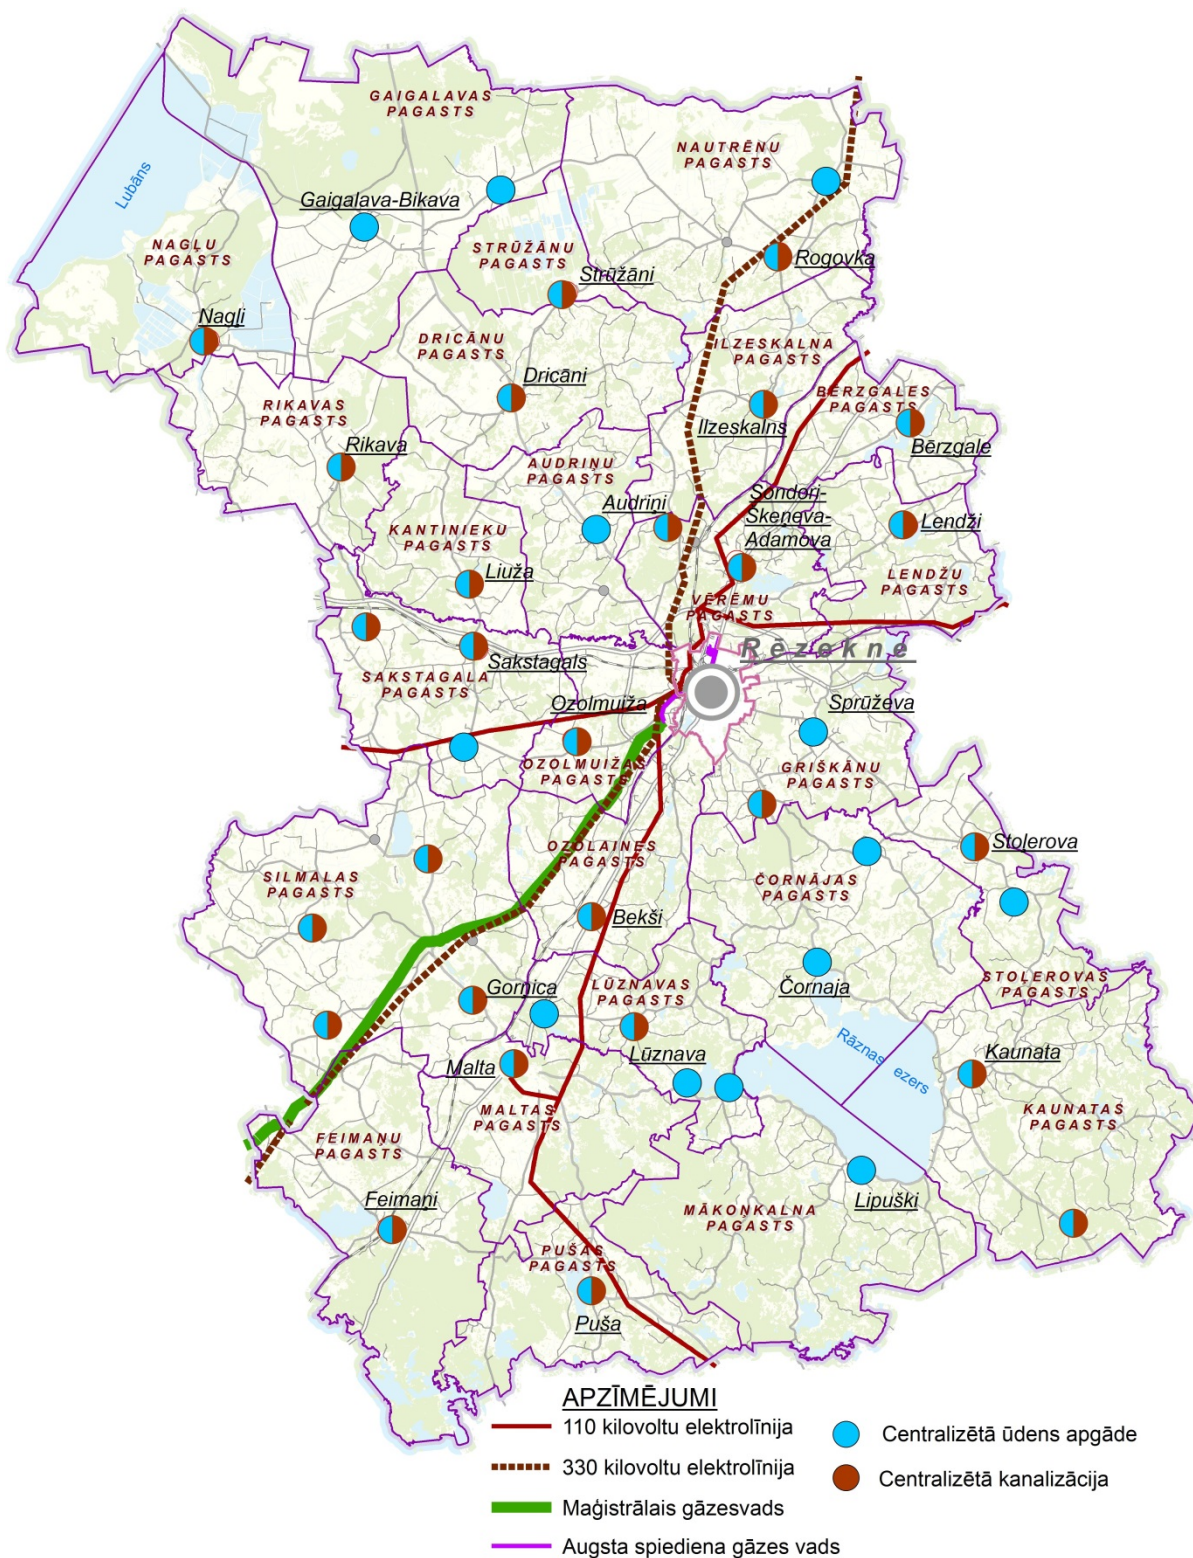 GAIGALAVAS
PAGASTS
NAUTRĒNU
PAGASTS
Lubāns
Gaigalava-Bikava
NAGĻU
PAGASTS
STRŪŽĀNU
PAGASTS
Rogovka
Strūžāni
Nagļi
DRICĀNU
PAGASTS
ILZESKALNA
PAGASTS
Dricāni
BĒRZGALES
PAGASTS
RIKAVAS
PAGASTS
Ilzeskalns
Bērzgale
Rikava
AUDRIŅU
PAGASTS
Audriņi
Sondori-
Škeņeva-
Adamova
Lendži
KANTINIEKU
PAGASTS
Liuža
LENDŽU
PAGASTS
VĒRĒMU
PAGASTS
Sakstagals
Rēzekne
SAKSTAGALA
PAGASTS
Ozolmuiža
Sprūževa
OZOLMUIŽAS
PAGASTS
GRIŠKĀNU
PAGASTS
Stoļerova
OZOLAINES
PAGASTS
SILMALAS
PAGASTS
ČORNĀJAS
PAGASTS
Bekši
Čornaja
STOĻEROVAS
PAGASTS
Gorņica
LŪZNAVAS
PAGASTS
Rāznas ezers
Lūznava
Kaunata
Malta
MALTAS
PAGASTS
KAUNATAS
PAGASTS
FEIMAŅU
PAGASTS
Feimaņi
Lipuški
MĀKOŅKALNA
PAGASTS
PUŠAS
PAGASTS
Puša
APZĪMĒJUMI
110 kilovoltu elektrolīnija
330 kilovoltu elektrolīnija
Maģistrālais gāzesvads
Augsta spiediena gāzes vads
Centralizētā ūdens apgāde
Centralizētā kanalizācija